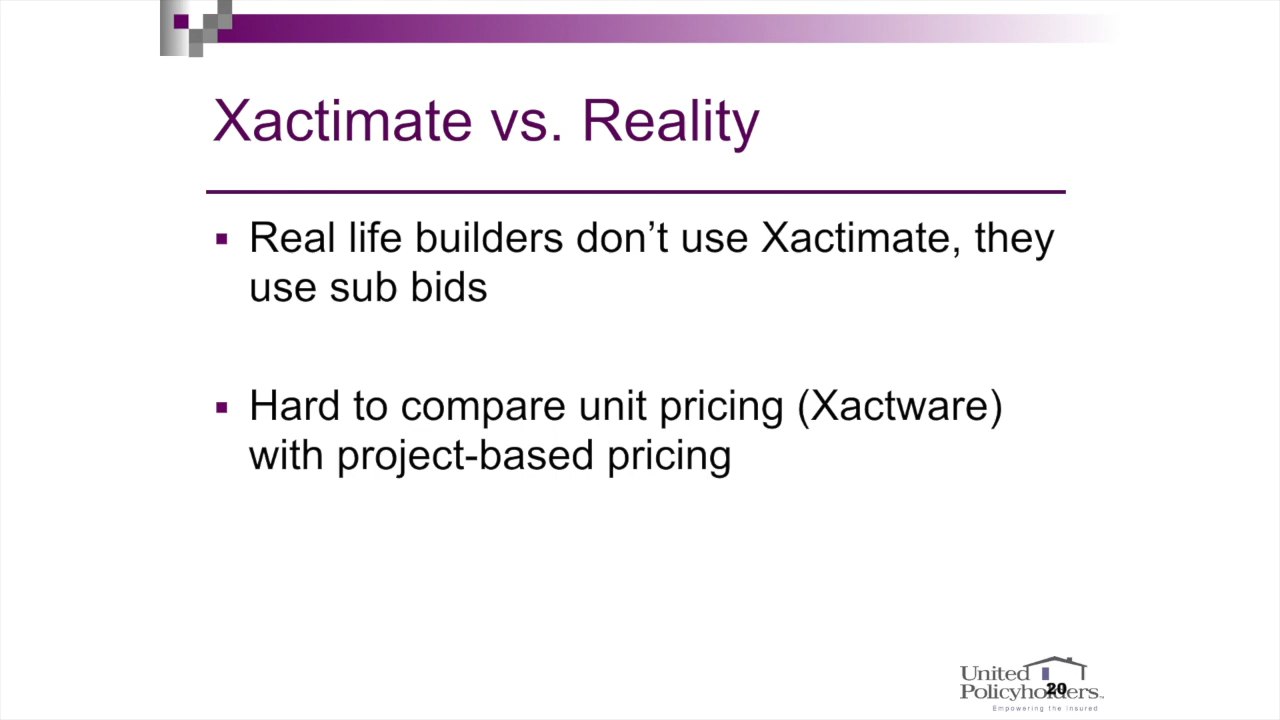 Xactimate vs. Reality
Real life builders don't use Xactimate, they
use sub bids
Hard to compare unit pricing (Xactware)
with project-based pricing
United
Policyholders™
20
Empowering the Insured